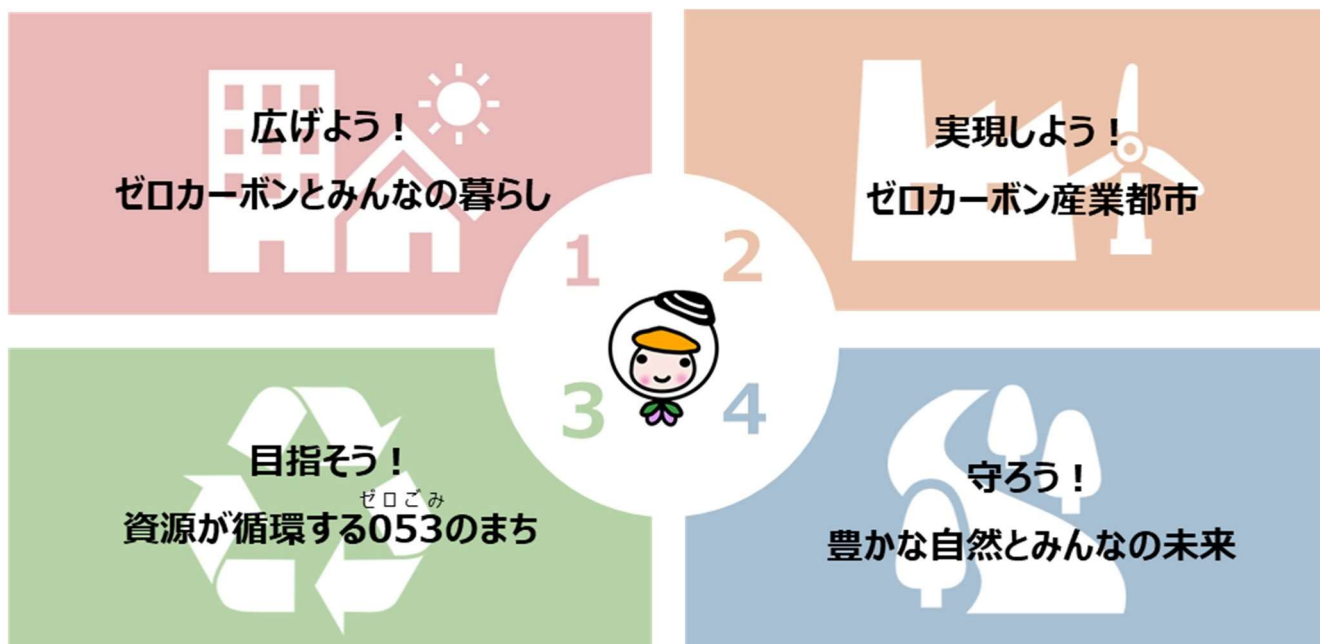 広げよう!
ゼロカーボンとみんなの暮らし
1
実現しよう!
ゼロカーボン産業都市
2
3
目指そう!
ゼロごみ
資源が循環する053のまち
4
守ろう!
豊かな自然とみんなの未来